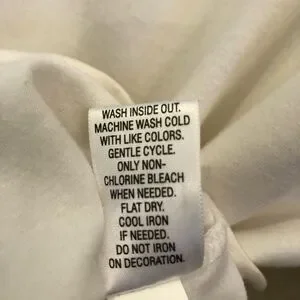 WASH INSIDE OUT.
MACHINE WASH COLD
WITH LIKE COLORS.
GENTLE CYCLE.
ONLY NON-
CHLORINE BLEACH
WHEN NEEDED.
FLAT DRY.
COOL IRON
IF NEEDED.
DO NOT IRON
ON DECORATION.